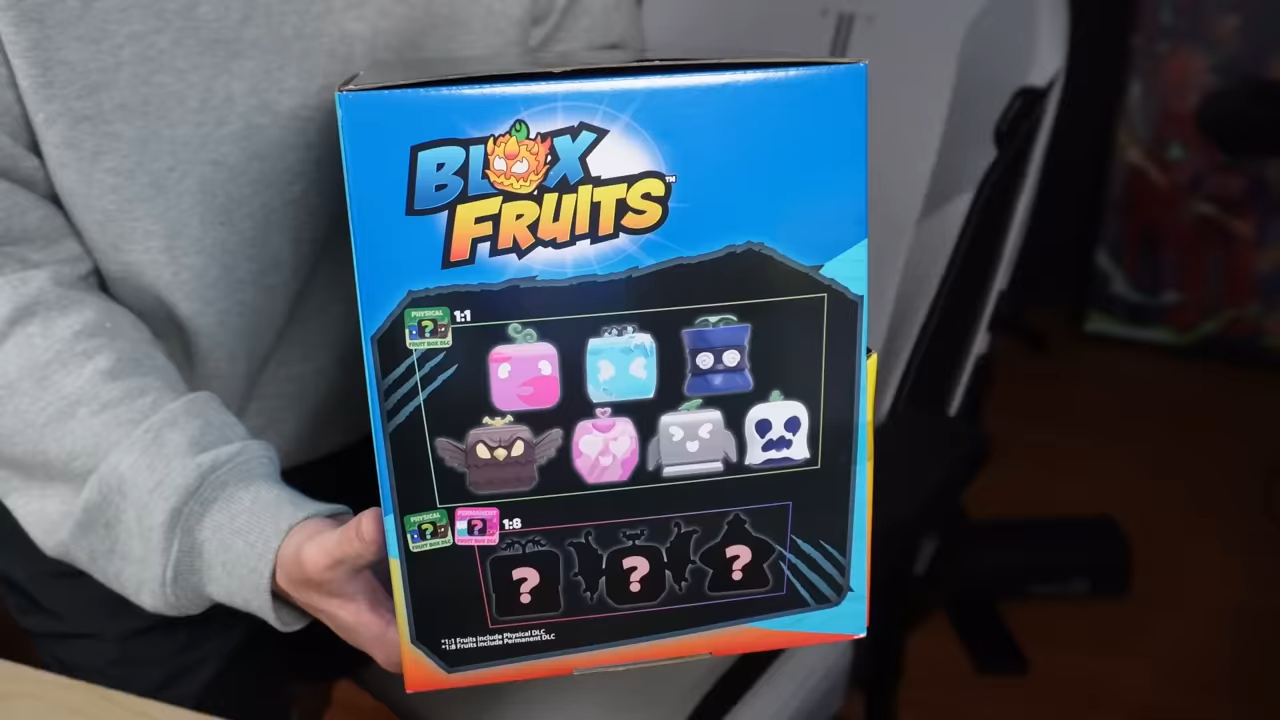 BLOX
FRUITS™
PHYSICAL
?
FRUIT BOX DLC
1:1
PHYSICAL
?
FRUIT BOX DLC
PERMANENT
?
FRUIT BOX DLC
1:8
? ? ?
*1:1 Fruits include Physical DLC
*1:8 Fruits include Permanent DLC